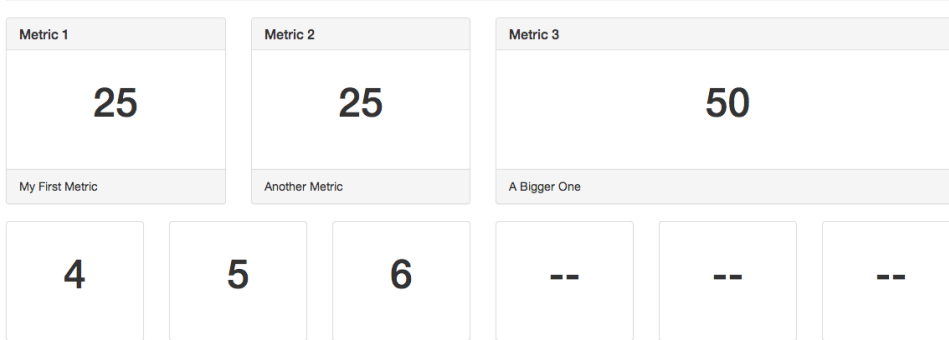 Metric 1 Metric 2 Metric 3
25 25 50
My First Metric Another Metric A Bigger One
4 5 6 -- -- --